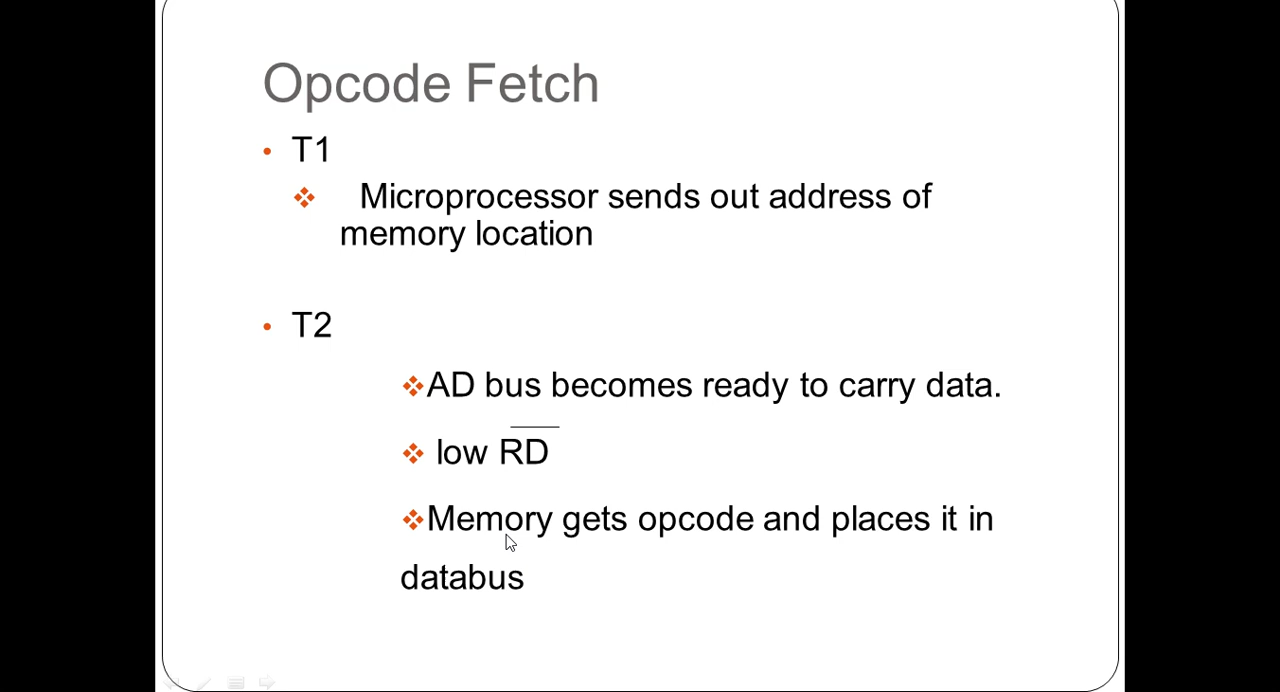 Opcode Fetch
• T1
❖ Microprocessor sends out address of
memory location
• T2
❖AD bus becomes ready to carry data.
❖ low R̅D̅
❖Memory gets opcode and places it in
databus